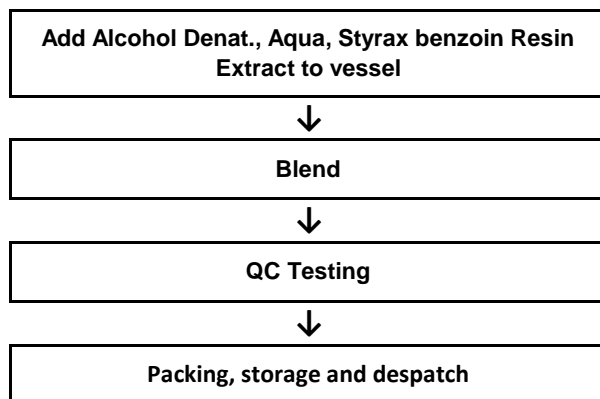 Add Alcohol Denat., Aqua, Styrax benzoin Resin
Extract to vessel
Blend
QC Testing
Packing, storage and despatch